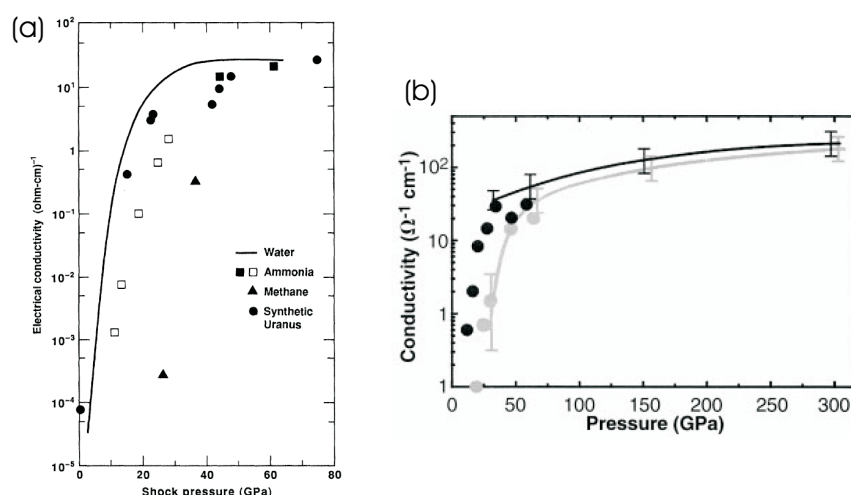 (a)
10²
10¹
1
10⁻¹
10⁻²
10⁻³
10⁻⁴
10⁻⁵
Electrical conductivity (ohm-cm)⁻¹
Water
Ammonia
Methane
Synthetic
Uranus
0 20 40 60 80
Shock pressure (GPa)
(b)
10²
10
1
1
Conductivity (Ω⁻¹ cm⁻¹)
0 50 100 150 200 250 300
Pressure (GPa)